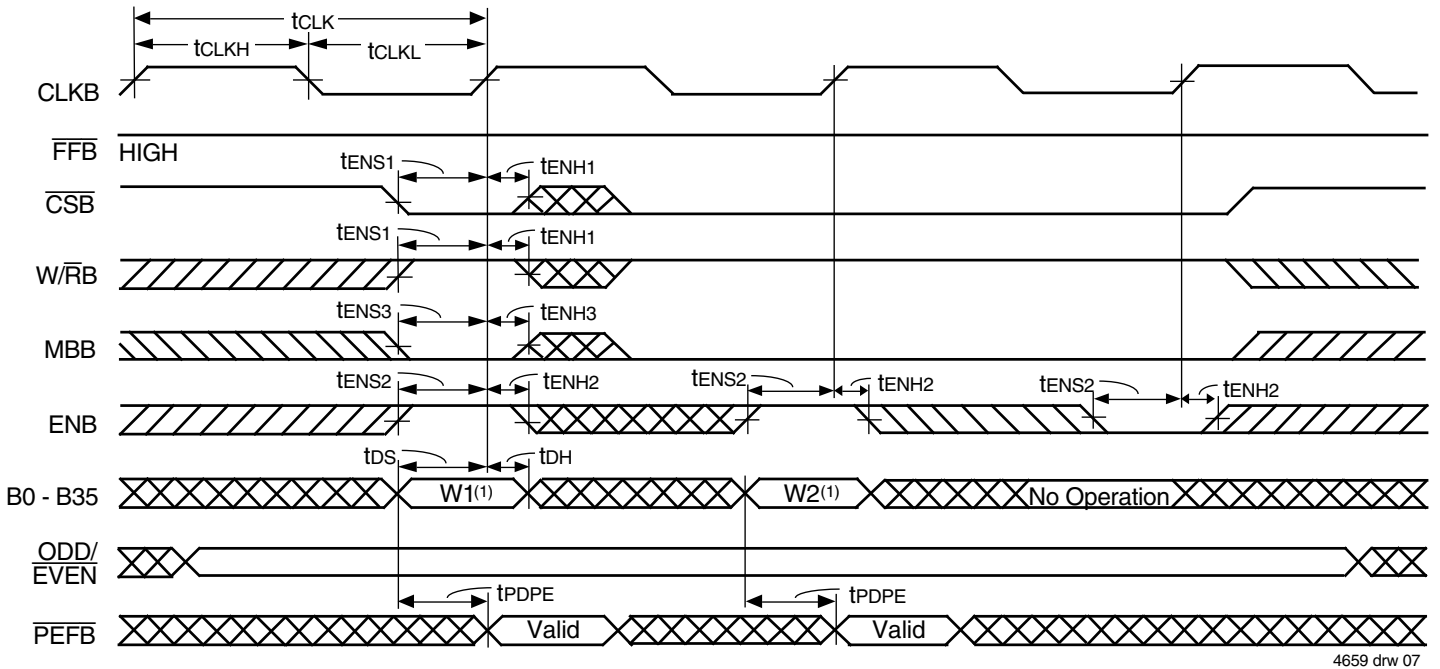 tCLK
tCLKH
tCLKL
CLKB
FFB HIGH
tENS1
tENH1
CSB
tENS1
tENH1
W/RB
tENS3
tENH3
MBB
tENS2
tENH2
tENS2
tENH2
tENS2
tENH2
ENB
tDS
tDH
B0 - B35
W1(1)
W2(1)
No Operation
ODD/
EVEN
tPDPE
tPDPE
PEFB
Valid
Valid
4659 drw 07